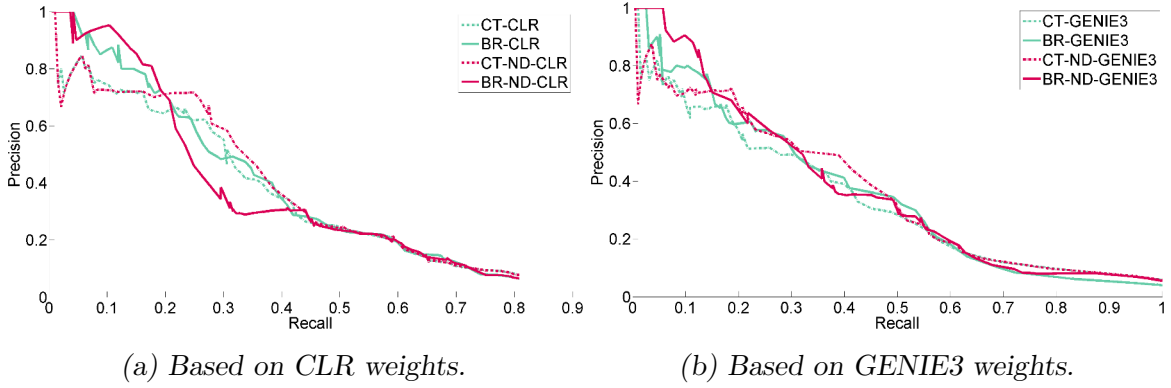 1
0.8
0.6
0.4
0.2
0
Precision
0
0.1
0.2
0.3
0.4
0.5
0.6
0.7
0.8
0.9
Recall
CT-CLR
BR-CLR
CT-ND-CLR
BR-ND-CLR
(a) Based on CLR weights.
1
0.8
0.6
0.4
0.2
0
Precision
0
0.1
0.2
0.3
0.4
0.5
0.6
0.7
0.8
0.9
1
Recall
CT-GENIE3
BR-GENIE3
CT-ND-GENIE3
BR-ND-GENIE3
(b) Based on GENIE3 weights.